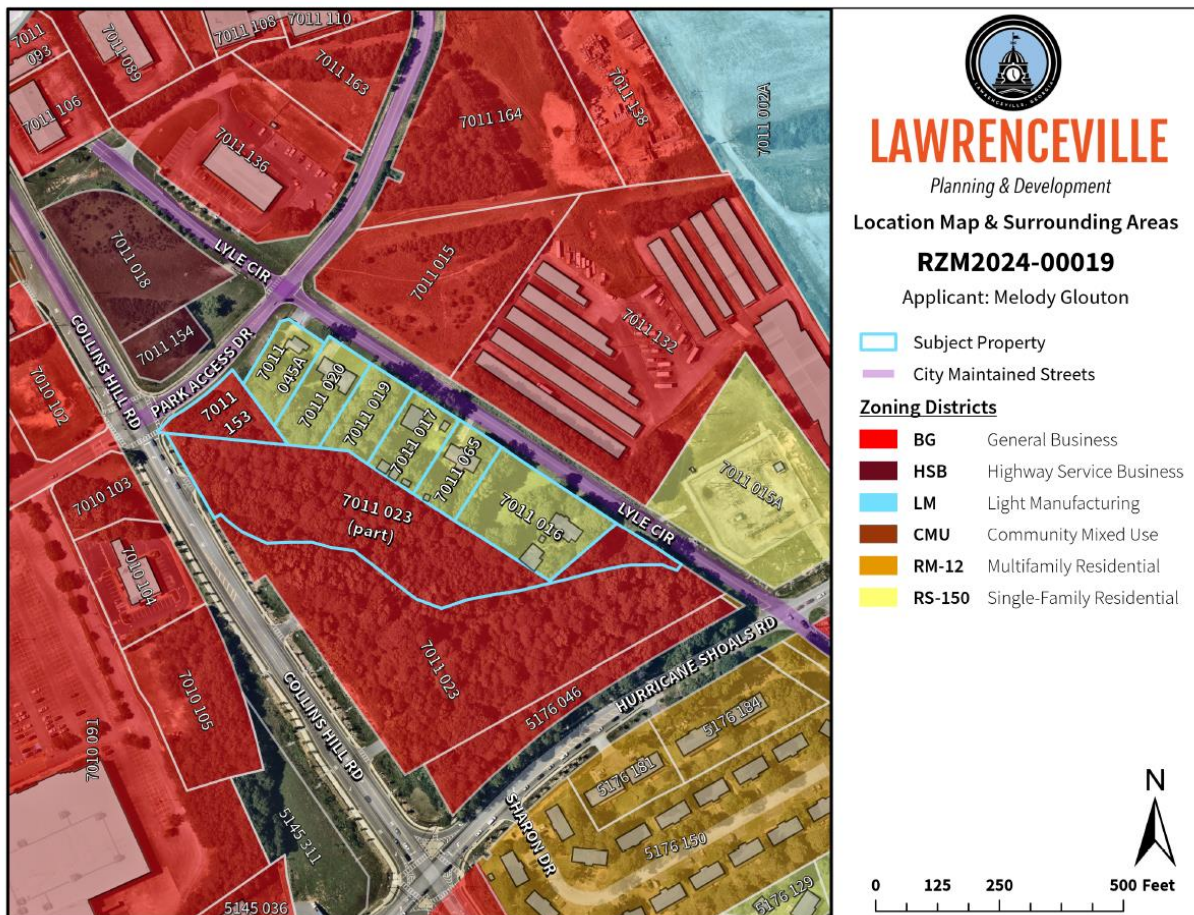 7011 093
7011 089
7011 108
7011 110
7011 163
7011 106
7011 136
7011 164
7011 138
7011 002A
LYLE CIR
7011 018
7011 015
7011 154
7011 132
COLLINS HILL RD
PARK ACCESS DR
7010 102
7011 045A
7011 020
7011 153
7011 019
7011 017
7011 065
7011 015A
7010 103
7011 023
(part)
7011 016
LYLE CIR
7010 104
7010 105
7011 023
HURRICANE SHOALS RD
COLLINS HILL RD
5176 046
7010 091
5176 184
5176 181
5145 311
SHARON DR
5176 150
5176 129
5145 036
LAWRENCEVILLE, GEORGIA
LAWRENCEVILLE
Planning & Development
Location Map & Surrounding Areas
RZM2024-00019
Applicant: Melody Glouton
Subject Property
City Maintained Streets
Zoning Districts
BG General Business
HSB Highway Service Business
LM Light Manufacturing
CMU Community Mixed Use
RM-12 Multifamily Residential
RS-150 Single-Family Residential
N
0 125 250 500 Feet